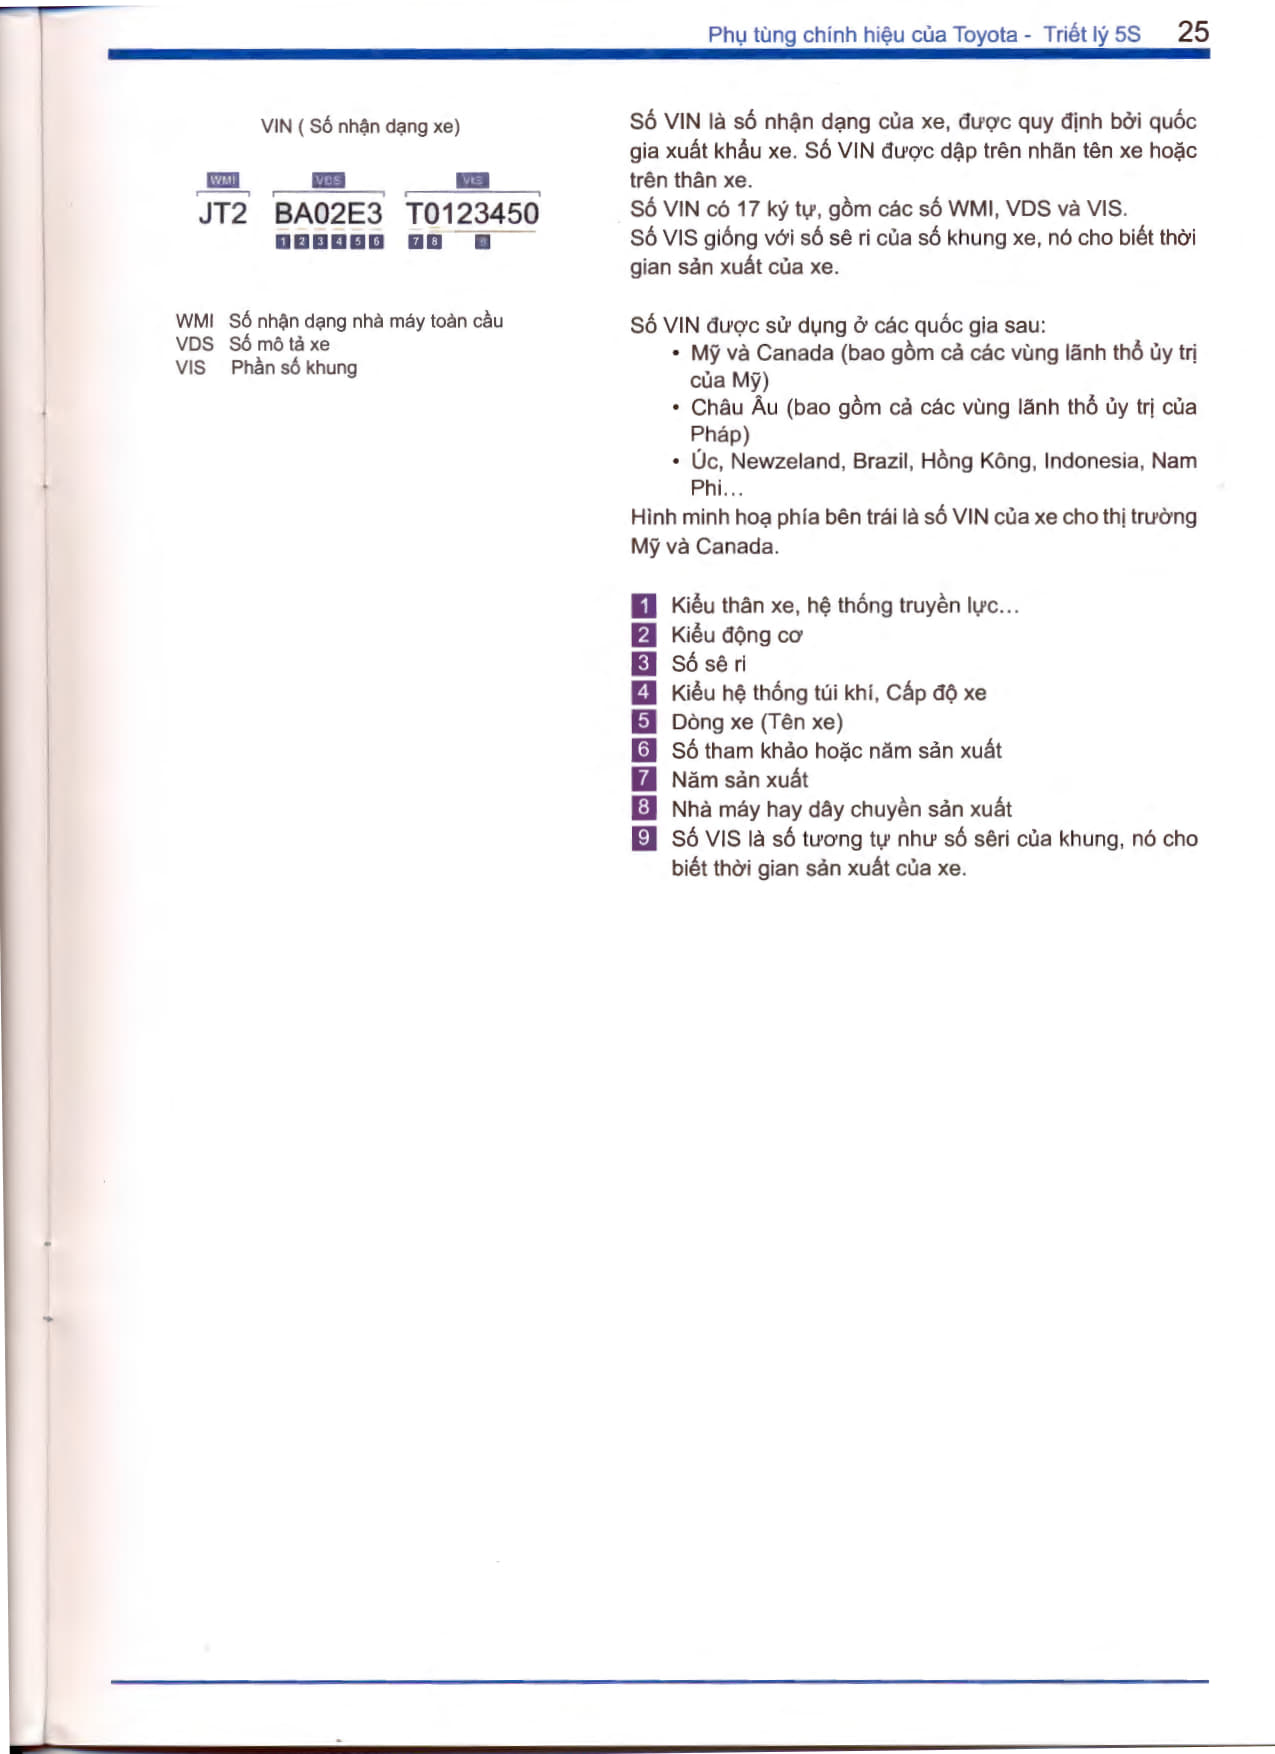 Phụ tùng chính hiệu của Toyota - Triết lý 5S 25
VIN ( Số nhận dạng xe)
WMI VDS VIS
JT2 BA02E3 T0123450
1 2 3 4 5 6 7 8 9
WMI Số nhận dạng nhà máy toàn cầu
VDS Số mô tả xe
VIS Phần số khung
Số VIN là số nhận dạng của xe, được quy định bởi quốc
gia xuất khẩu xe. Số VIN được dập trên nhãn tên xe hoặc
trên thân xe.
Số VIN có 17 ký tự, gồm các số WMI, VDS và VIS.
Số VIS giống với số sê ri của số khung xe, nó cho biết thời
gian sản xuất của xe.
Số VIN được sử dụng ở các quốc gia sau:
• Mỹ và Canada (bao gồm cả các vùng lãnh thổ ủy trị
của Mỹ)
• Châu Âu (bao gồm cả các vùng lãnh thổ ủy trị của
Pháp)
• Úc, Newzeland, Brazil, Hồng Kông, Indonesia, Nam
Phi...
Hình minh hoạ phía bên trái là số VIN của xe cho thị trường
Mỹ và Canada.
1 Kiểu thân xe, hệ thống truyền lực...
2 Kiểu động cơ
3 Số sê ri
4 Kiểu hệ thống túi khí, Cấp độ xe
5 Dòng xe (Tên xe)
6 Số tham khảo hoặc năm sản xuất
7 Năm sản xuất
8 Nhà máy hay dây chuyền sản xuất
9 Số VIS là số tương tự như số sêri của khung, nó cho
biết thời gian sản xuất của xe.